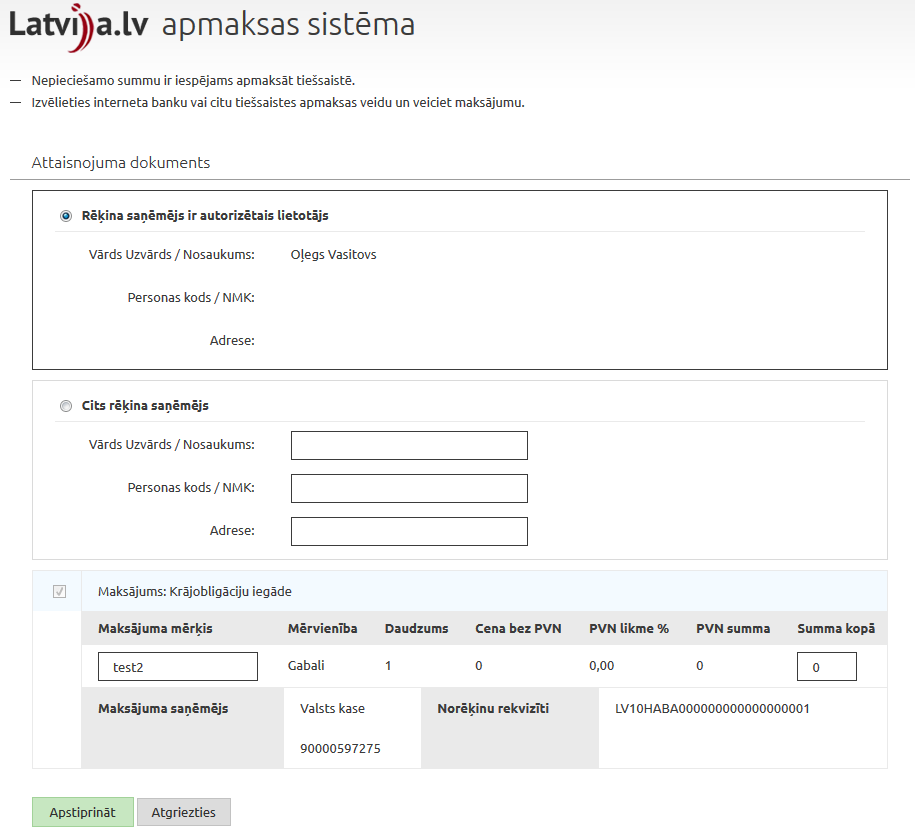 Latvija.lv apmaksas sistēma
— Nepieciešamo summu ir iespējams apmaksāt tiešsaistē.
— Izvēlieties interneta banku vai citu tiešsaistes apmaksas veidu un veiciet maksājumu.
Attaisnojuma dokuments
Rēķina saņēmējs ir autorizētais lietotājs
Vārds Uzvārds / Nosaukums: Oļegs Vasitovs
Personas kods / NMK:
Adrese:
Cits rēķina saņēmējs
Vārds Uzvārds / Nosaukums:
Personas kods / NMK:
Adrese:
Maksājums: Krājobligāciju iegāde
Maksājuma mērķis Mērvienība Daudzums Cena bez PVN PVN likme % PVN summa Summa kopā
test2 Gabali 1 0 0,00 0 0
Maksājuma saņēmējs Valsts kase Norēķinu rekvizīti LV10HABA000000000000000001
90000597275
Apstiprināt Atgriezties